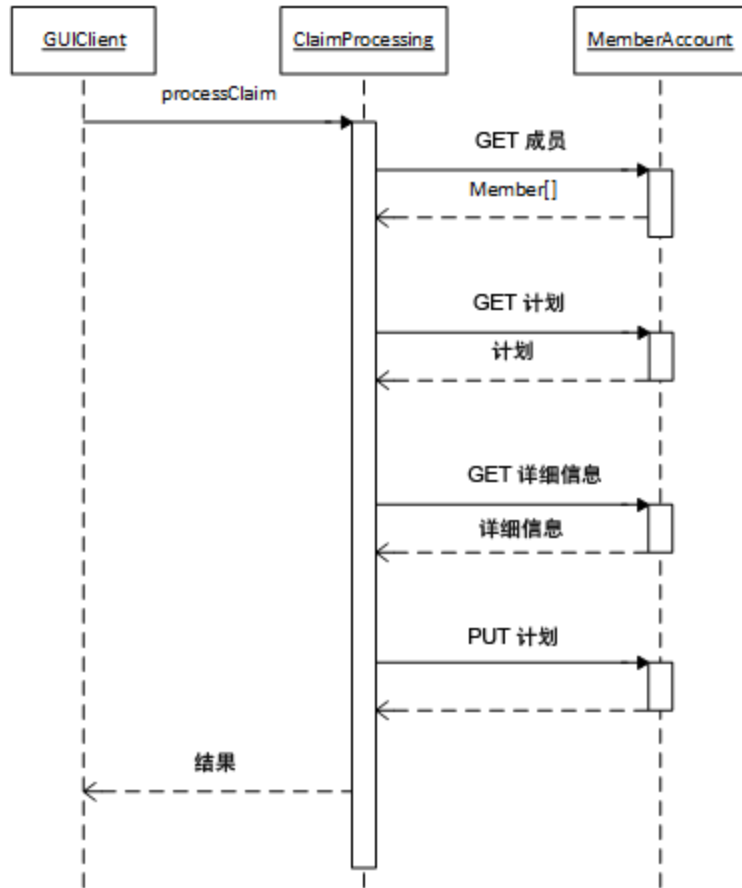 GUIClient
ClaimProcessing
MemberAccount
processClaim
GET 成员
Member[]
GET 计划
计划
GET 详细信息
详细信息
PUT 计划
结果